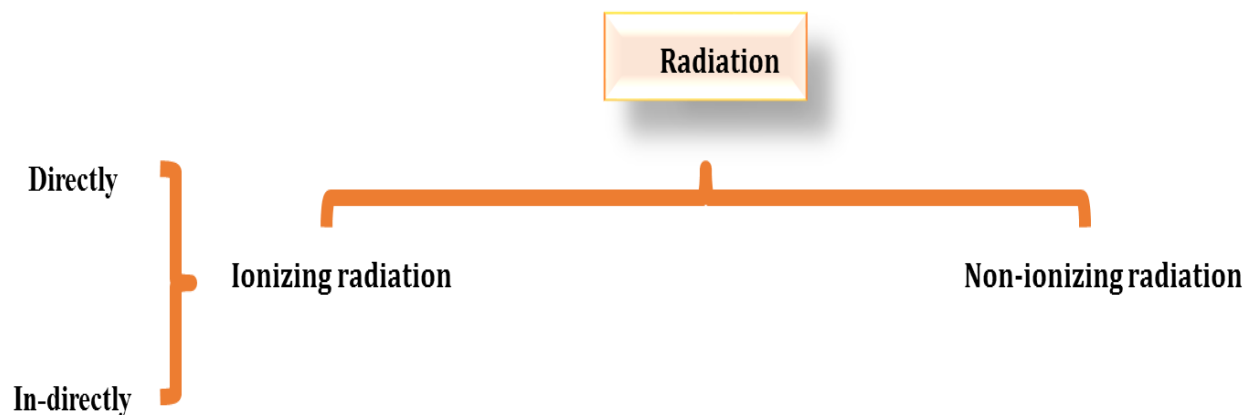 Radiation
Directly
Ionizing radiation
Non-ionizing radiation
In-directly